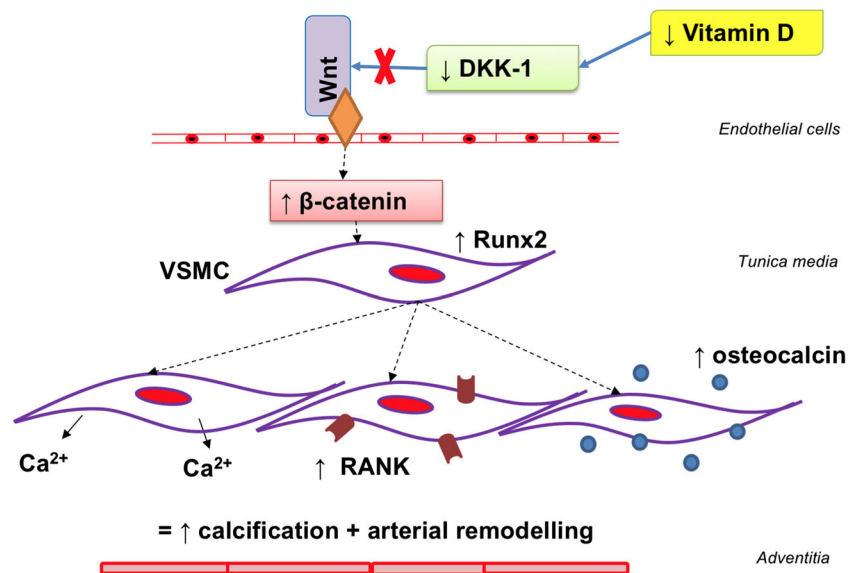 ↓ Vitamin D
Wnt
↓ DKK-1
Endothelial cells
↑ β-catenin
↑ Runx2
VSMC
Tunica media
↑ osteocalcin
Ca²⁺
Ca²⁺
↑ RANK
= ↑ calcification + arterial remodelling
Adventitia